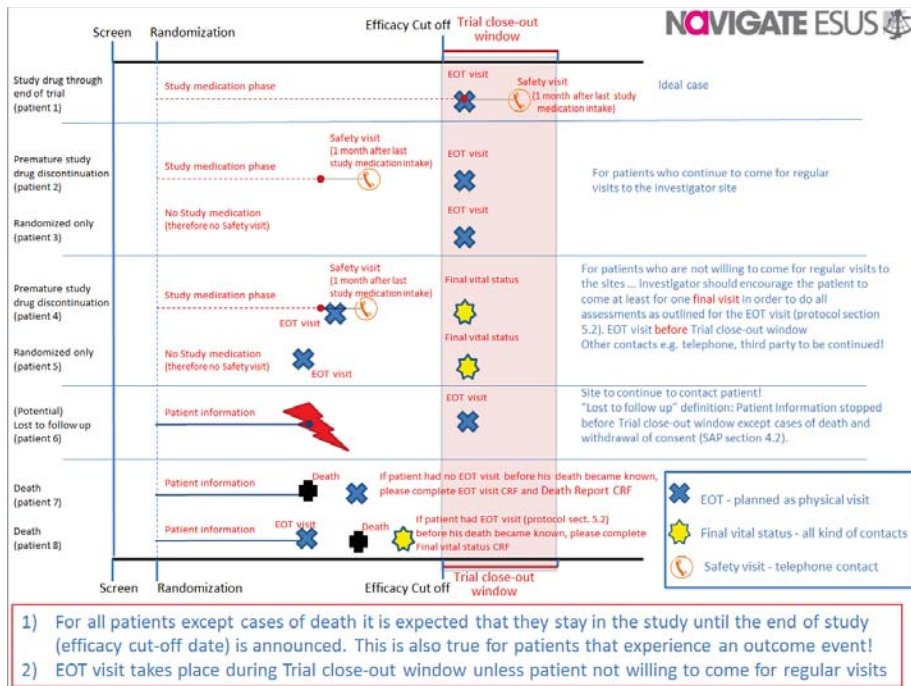 NAVIGATE ESUS
Efficacy Cut off
Trial close-out
window
Screen
Randomization
Study drug through
end of trial
(patient 1)
Study medication phase
EOT visit
Safety visit
(1 month after last study
medication intake)
Ideal case
Premature study
drug discontinuation
(patient 2)
Study medication phase
Safety visit
(1 month after last
study medication intake)
EOT visit
For patients who continue to come for regular
visits to the investigator site
Randomized only
(patient 3)
No Study medication
(therefore no Safety visit)
EOT visit
Premature study
drug discontinuation
(patient 4)
Study medication phase
Safety visit
(1 month after last
study medication intake)
EOT visit
Final vital status
For patients who are not willing to come for regular visits to
the sites ... Investigator should encourage the patient to
come at least for one final visit in order to do all
assessments as outlined for the EOT visit (protocol section
5.2). EOT visit before Trial close-out window
Other contacts e.g. telephone, third party to be continued!
Randomized only
(patient 5)
No Study medication
(therefore no Safety visit)
EOT visit
Final vital status
(Potential)
Lost to follow up
(patient 6)
Patient information
EOT visit
Site to continue to contact patient!
"Lost to follow up" definition: Patient Information stopped
before Trial close-out window except cases of death and
withdrawal of consent (SAP section 4.2).
Death
(patient 7)
Patient information
Death
If patient had no EOT visit before his death became known,
please complete EOT visit CRF and Death Report CRF
Death
(patient 8)
Patient information
EOT visit
Death
If patient had EOT visit (protocol sect. 5.2)
before his death became known, please complete
Final vital status CRF
EOT - planned as physical visit
Final vital status - all kind of contacts
Safety visit - telephone contact
Screen
Randomization
Efficacy Cut off
Trial close-out
window
1) For all patients except cases of death it is expected that they stay in the study until the end of study
(efficacy cut-off date) is announced. This is also true for patients that experience an outcome event!
2) EOT visit takes place during Trial close-out window unless patient not willing to come for regular visits